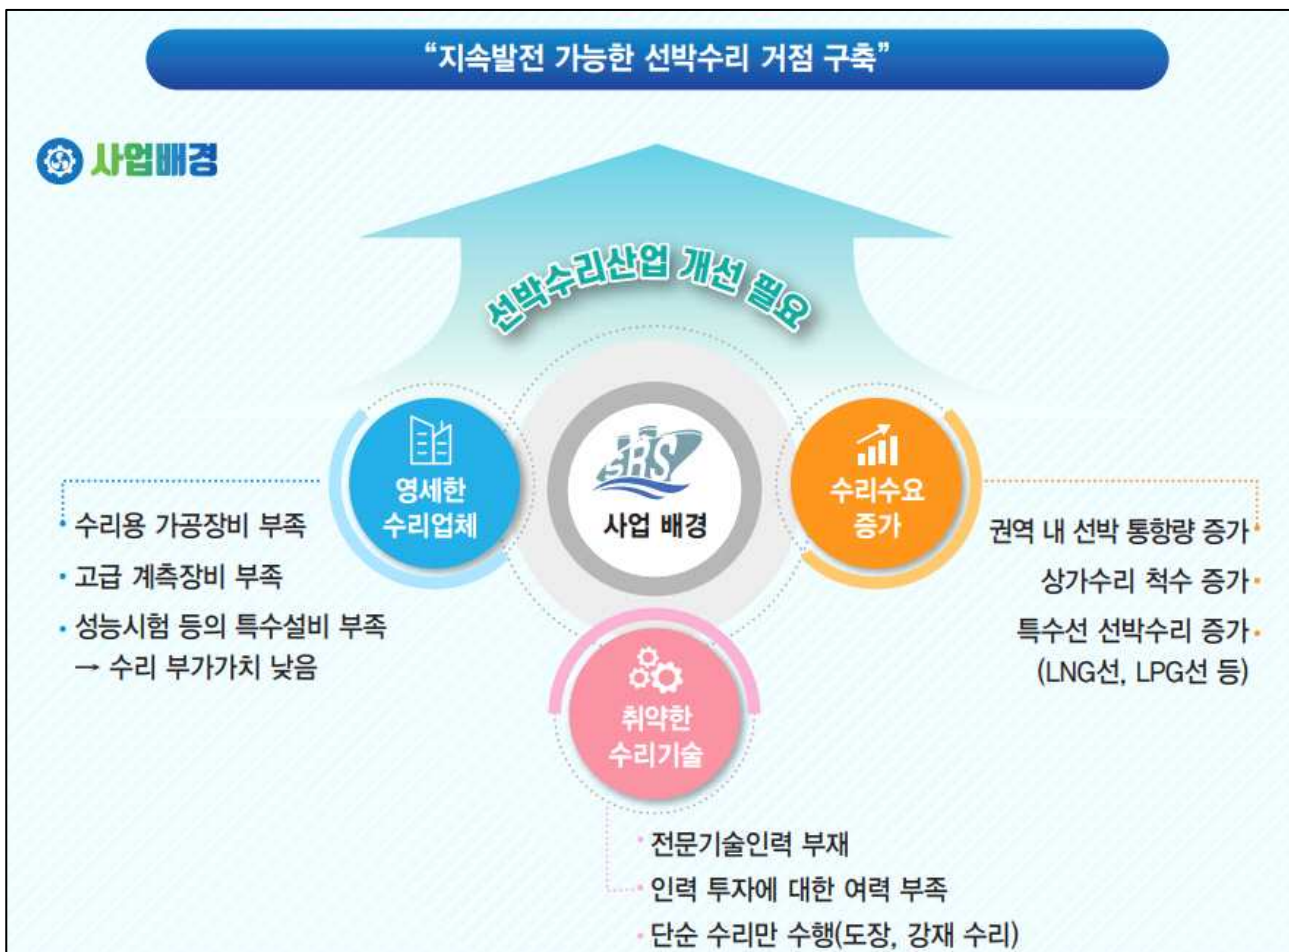 “지속발전 가능한 선박수리 거점 구축”
사업배경
선박수리산업 개선 필요
영세한
수리업체
SRS
사업 배경
수리수요
증가
• 수리용 가공장비 부족
• 고급 계측장비 부족
• 성능시험 등의 특수설비 부족
→ 수리 부가가치 낮음
권역 내 선박 통항량 증가 •
상가수리 척수 증가 •
특수선 선박수리 증가 •
(LNG선, LPG선 등)
취약한
수리기술
• 전문기술인력 부재
• 인력 투자에 대한 여력 부족
• 단순 수리만 수행(도장, 강재 수리)